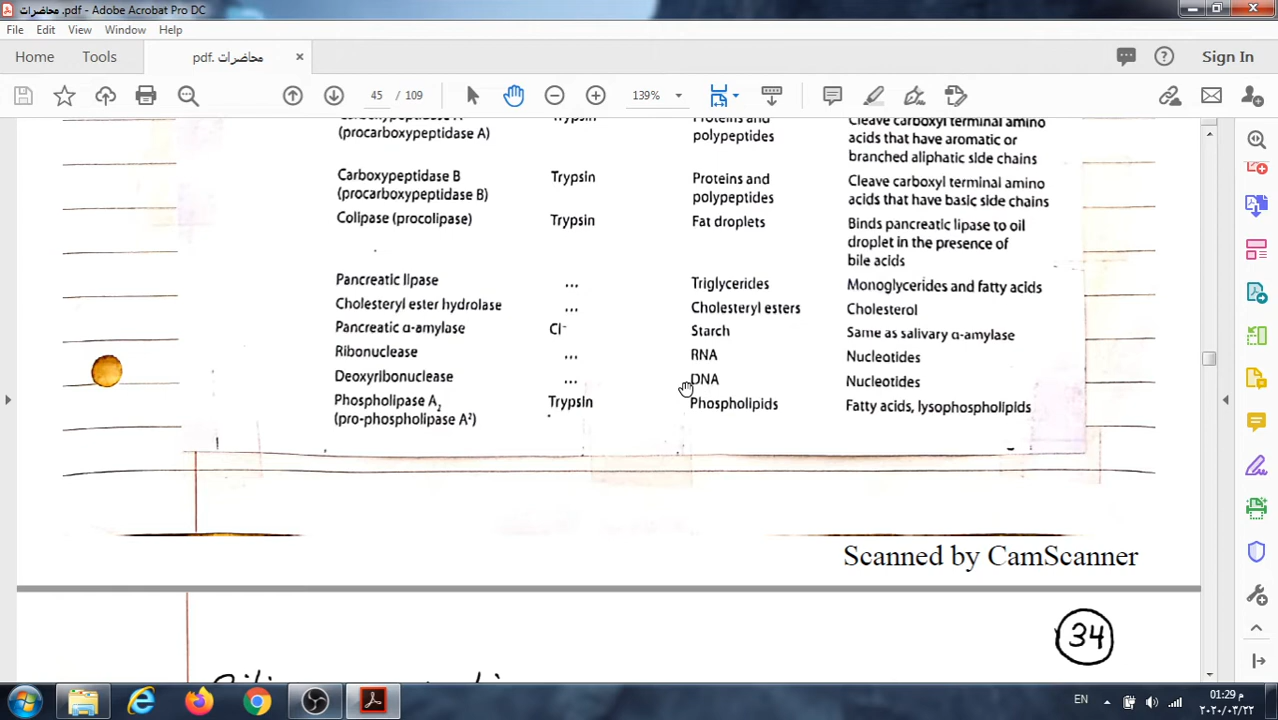 محاضرات .pdf - Adobe Acrobat Pro DC
File Edit View Window Help
Home Tools محاضرات .pdf × Sign In
45 / 109 139%
(procarboxypeptidase A) Trypsin Proteins and polypeptides Cleave carboxyl terminal amino
acids that have aromatic or
branched aliphatic side chains
Carboxypeptidase B Trypsin Proteins and Cleave carboxyl terminal amino
(procarboxypeptidase B) polypeptides acids that have basic side chains
Colipase (procolipase) Trypsin Fat droplets Binds pancreatic lipase to oil
droplet in the presence of
bile acids
Pancreatic lipase ... Triglycerides Monoglycerides and fatty acids
Cholesteryl ester hydrolase ... Cholesteryl esters Cholesterol
Pancreatic α-amylase Cl⁻ Starch Same as salivary α-amylase
Ribonuclease ... RNA Nucleotides
Deoxyribonuclease ... DNA Nucleotides
Phospholipase A₂ Trypsin Phospholipids Fatty acids, lysophospholipids
(pro-phospholipase A²)
Scanned by CamScanner
34
EN 01:29 م
٢٠٢٠/٠٣/٢٢